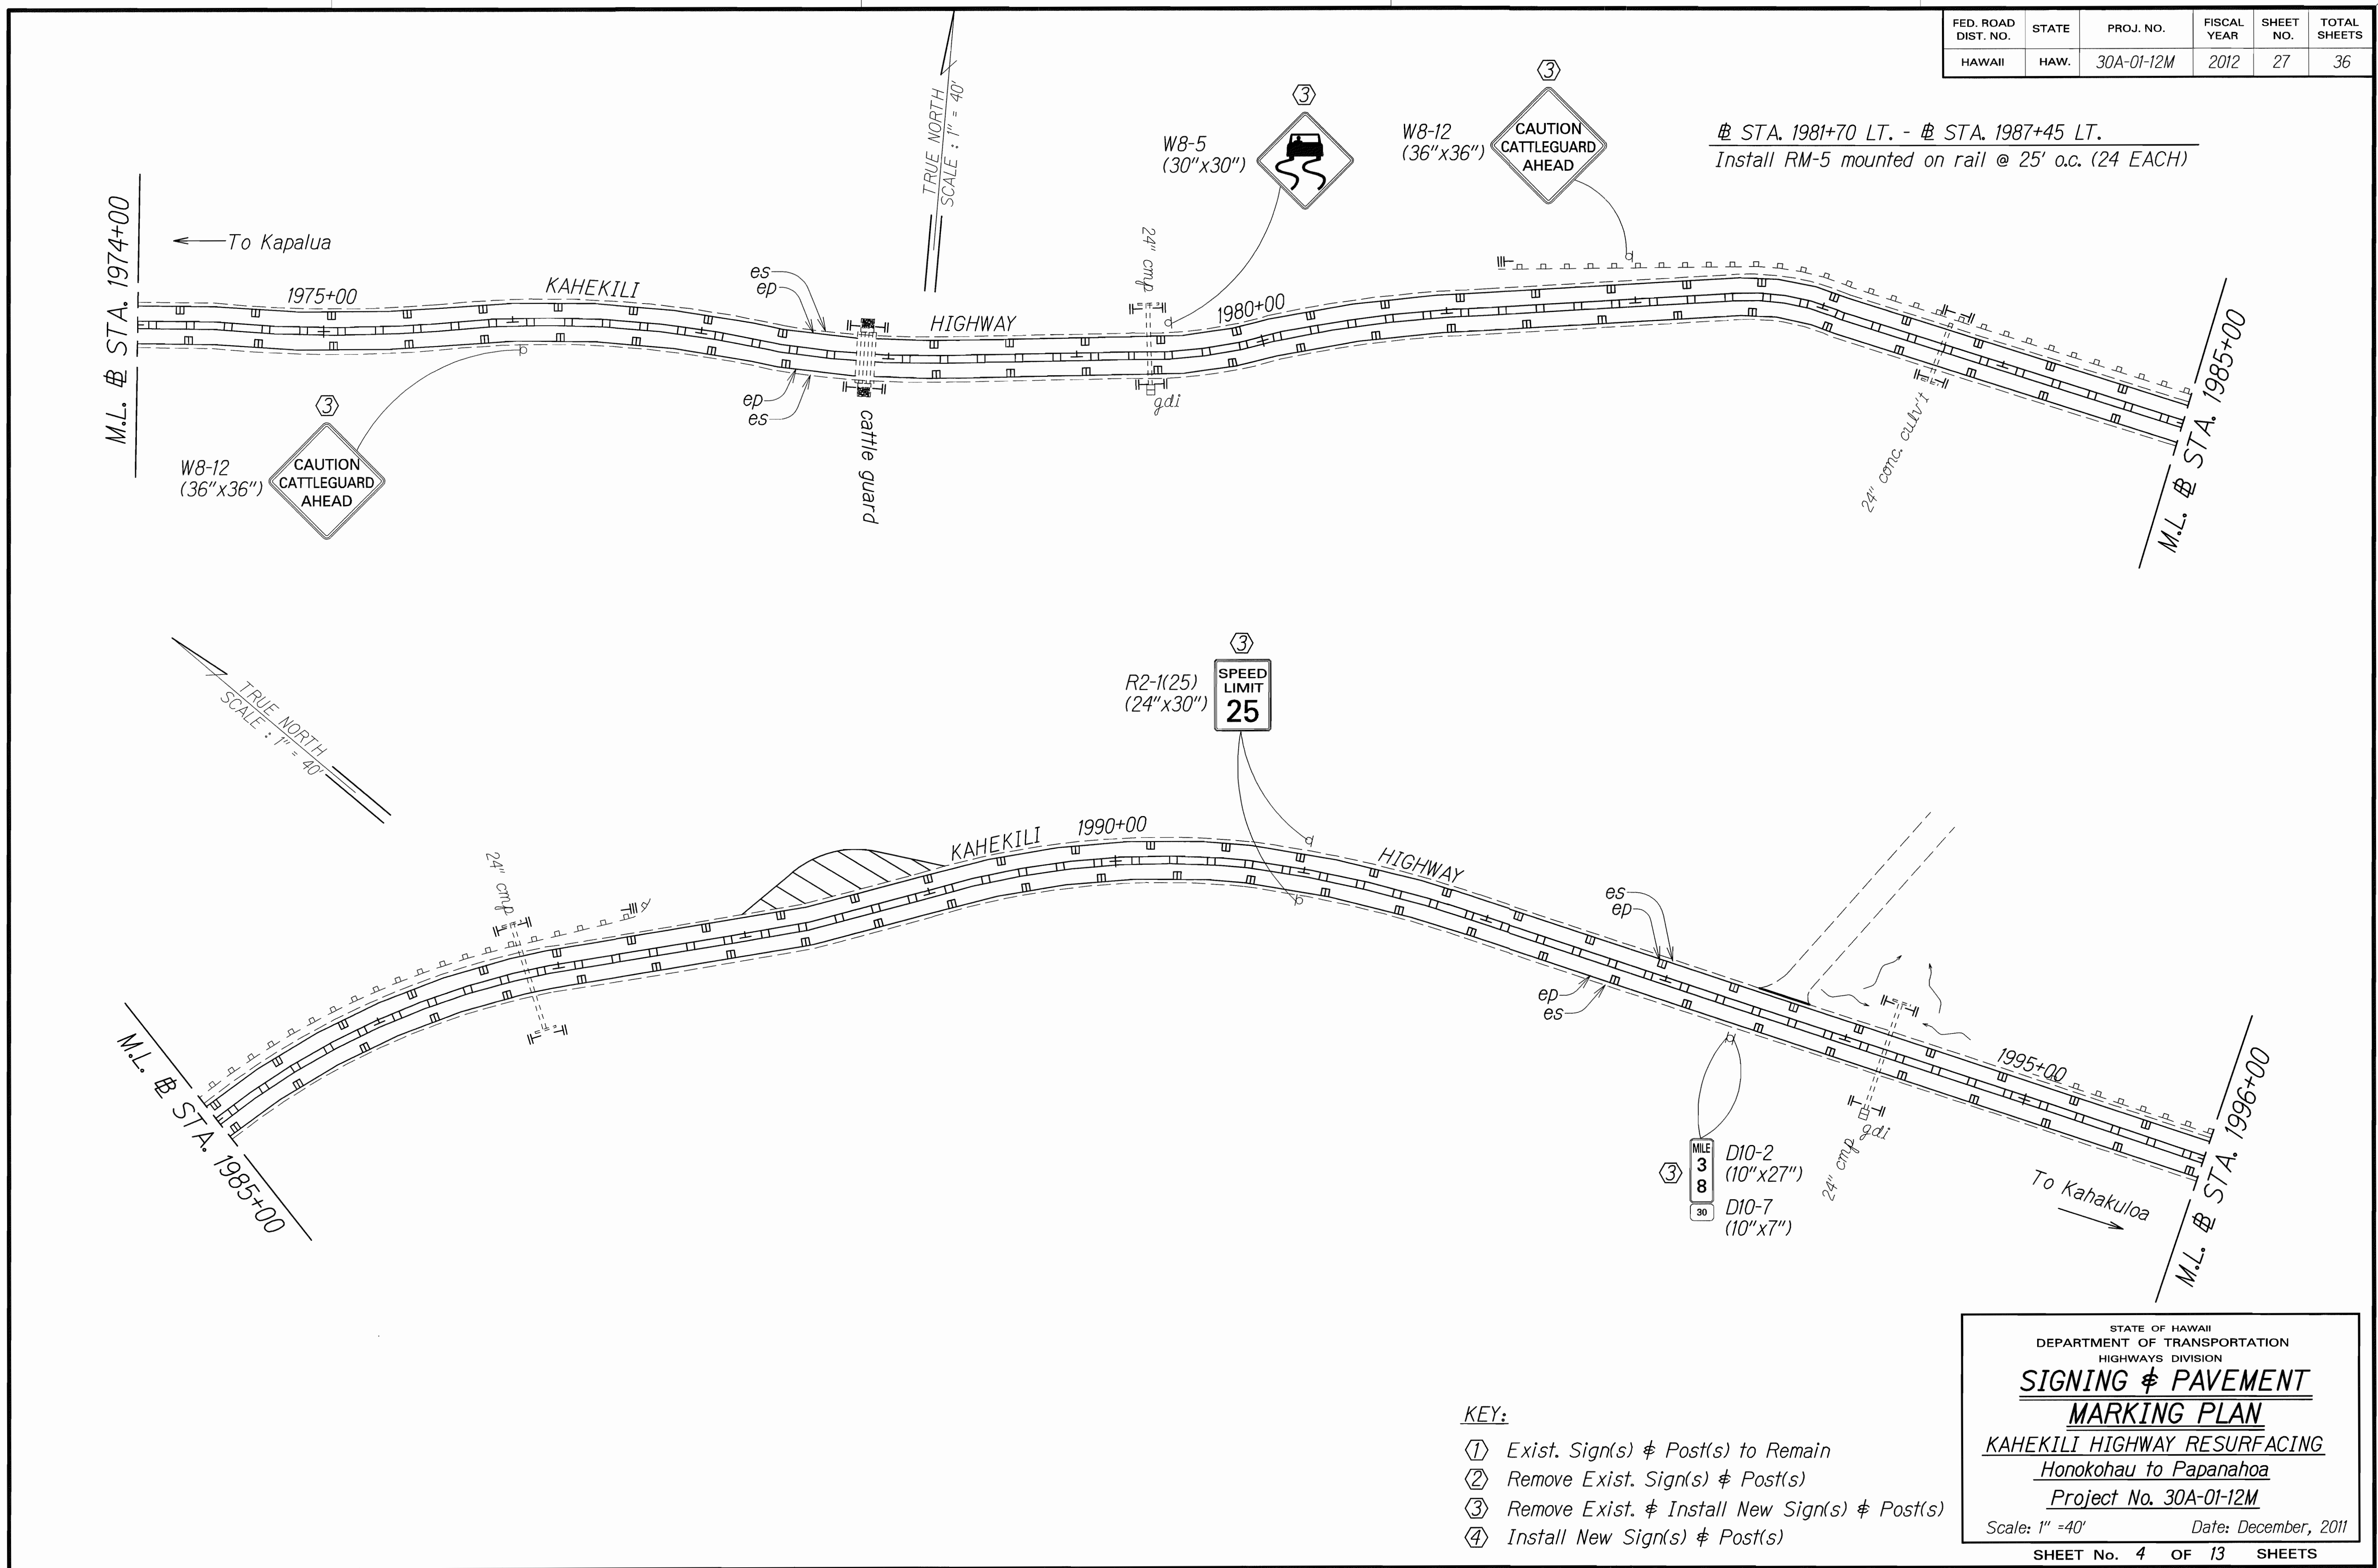 FED. ROAD DIST. NO. STATE PROJ. NO. FISCAL YEAR SHEET NO. TOTAL SHEETS
HAWAII HAW. 30A-01-12M 2012 27 36
TRUE NORTH
SCALE : 1" = 40'
W8-5
(30"x30")
3
W8-12
(36"x36")
3
CAUTION
CATTLEGUARD
AHEAD
℄ STA. 1981+70 LT. - ℄ STA. 1987+45 LT.
Install RM-5 mounted on rail @ 25' o.c. (24 EACH)
M.L. ℄ STA. 1974+00
To Kapalua
1975+00
KAHEKILI
es
ep
HIGHWAY
24" cmp
1980+00
ep
es
cattle guard
gdi
24" conc. culv't
M.L. ℄ STA. 1985+00
3
W8-12
(36"x36")
CAUTION
CATTLEGUARD
AHEAD
TRUE NORTH
SCALE : 1" = 40'
3
R2-1(25)
(24"x30")
SPEED
LIMIT
25
24" cmp
KAHEKILI
1990+00
HIGHWAY
es
ep
ep
es
M.L. ℄ STA. 1985+00
1995+00
gdi
24" cmp
3
MILE
3
8
30
D10-2
(10"x27")
D10-7
(10"x7")
To Kahakuloa
M.L. ℄ STA. 1996+00
KEY:
1 Exist. Sign(s) & Post(s) to Remain
2 Remove Exist. Sign(s) & Post(s)
3 Remove Exist. & Install New Sign(s) & Post(s)
4 Install New Sign(s) & Post(s)
STATE OF HAWAII
DEPARTMENT OF TRANSPORTATION
HIGHWAYS DIVISION
SIGNING & PAVEMENT
MARKING PLAN
KAHEKILI HIGHWAY RESURFACING
Honokohau to Papanahoa
Project No. 30A-01-12M
Scale: 1" =40' Date: December, 2011
SHEET No. 4 OF 13 SHEETS